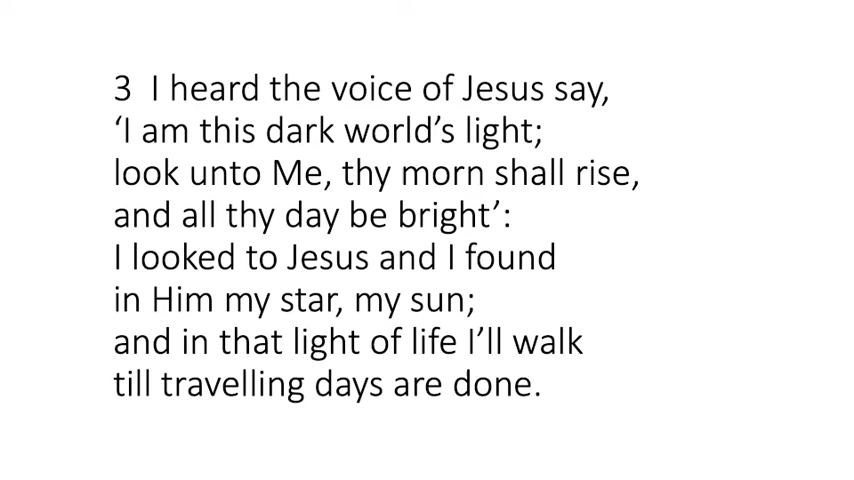 3 I heard the voice of Jesus say,
‘I am this dark world’s light;
look unto Me, thy morn shall rise,
and all thy day be bright’:
I looked to Jesus and I found
in Him my star, my sun;
and in that light of life I’ll walk
till travelling days are done.